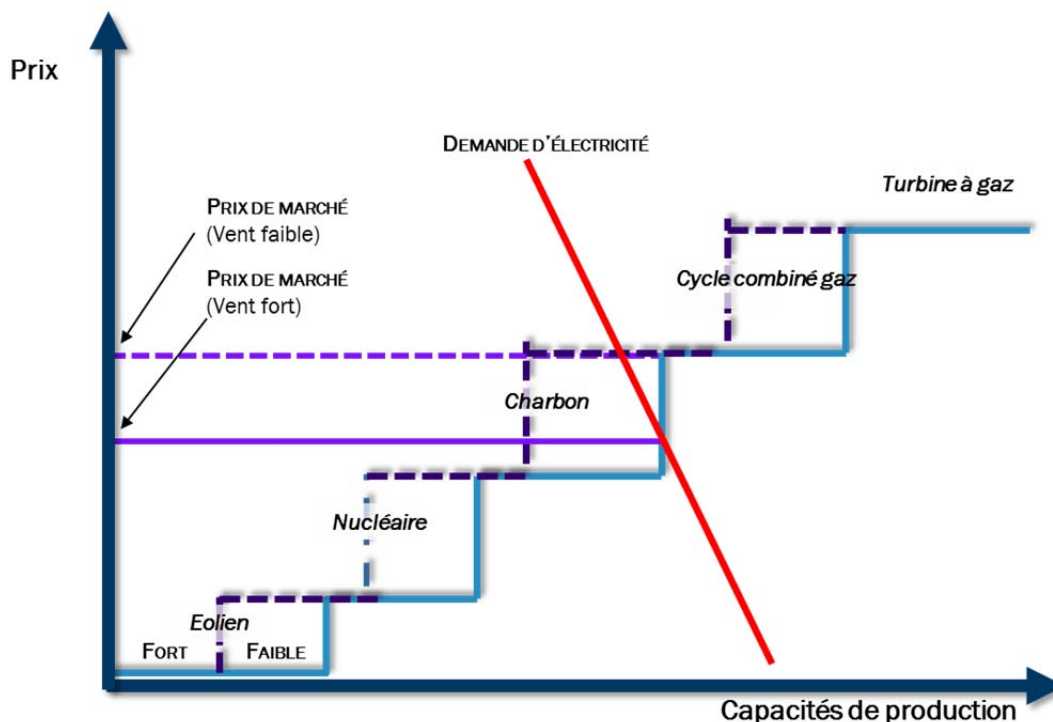 Prix
DEMANDE D'ÉLECTRICITÉ
Turbine à gaz
PRIX DE MARCHÉ
(Vent faible)
Cycle combiné gaz
PRIX DE MARCHÉ
(Vent fort)
Charbon
Nucléaire
Eolien
FORT
FAIBLE
Capacités de production